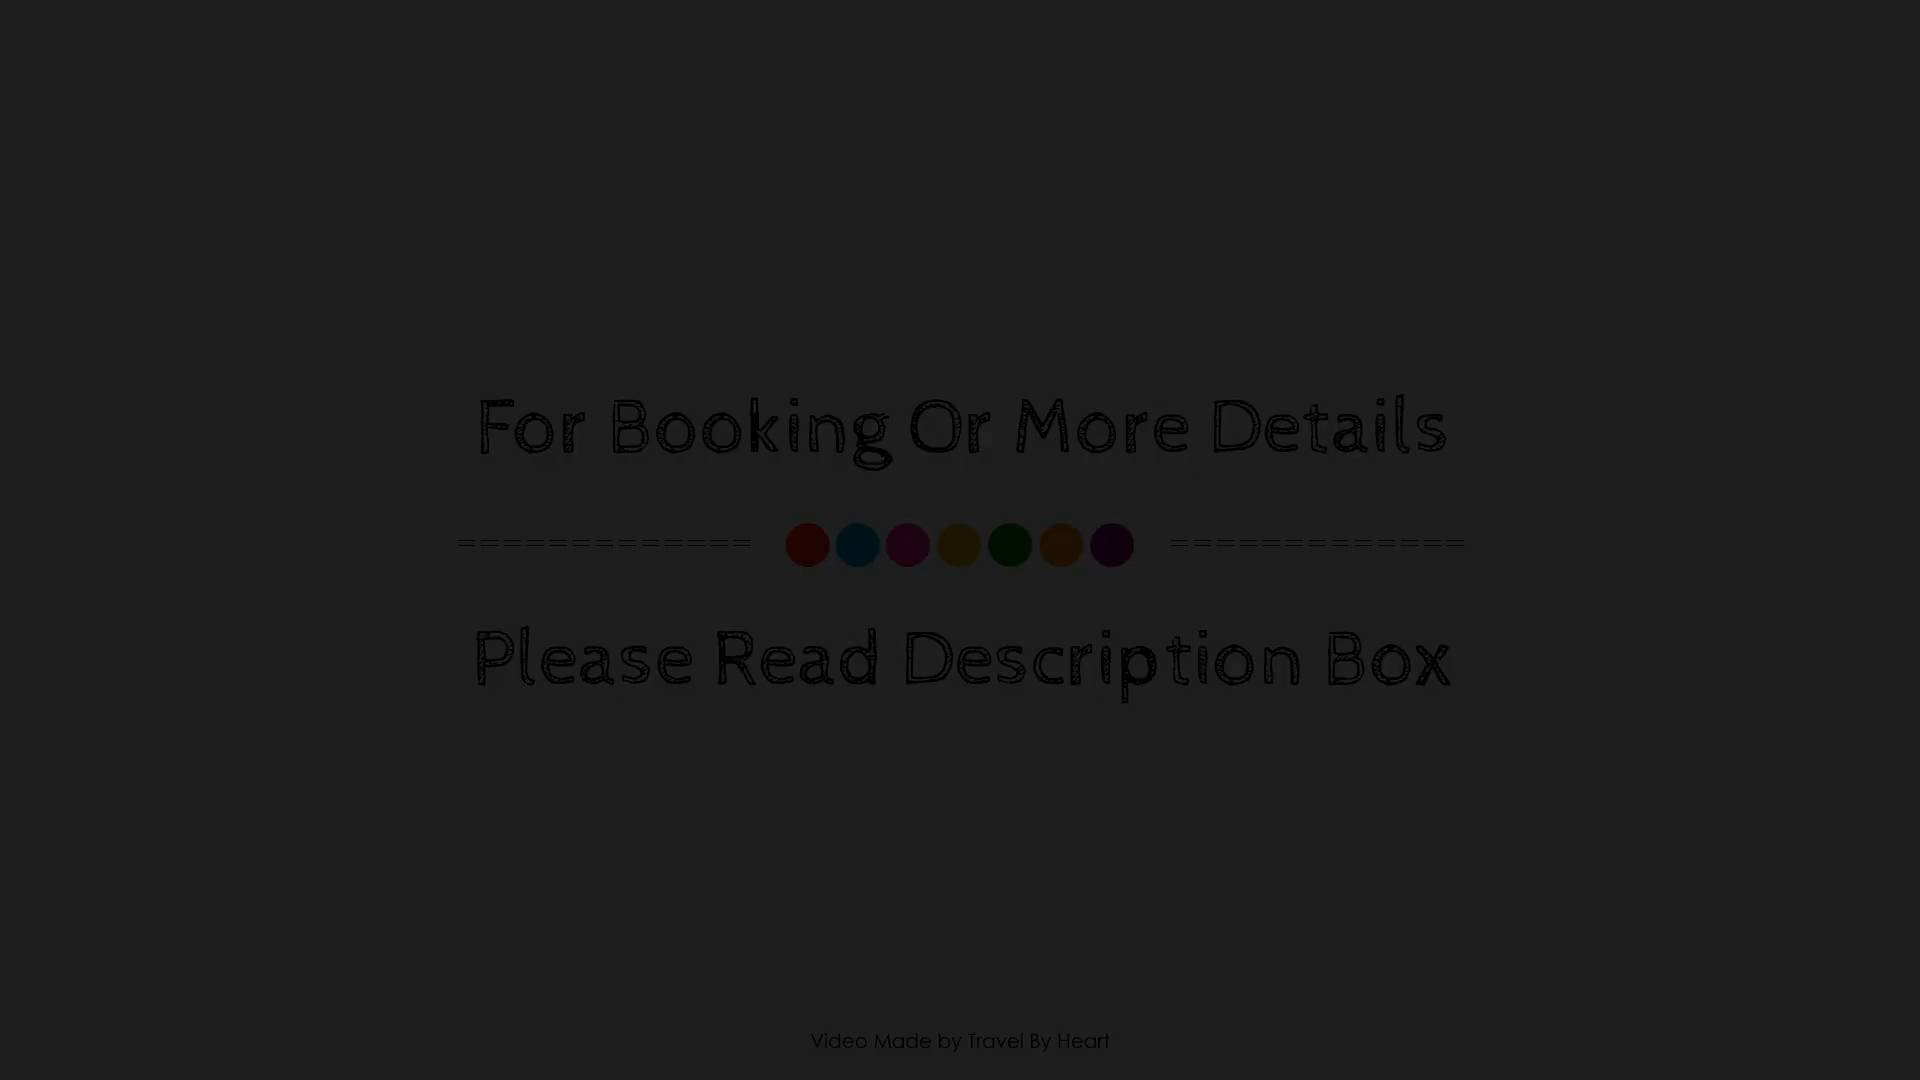 For Booking Or More Details
============= =============
Please Read Description Box
Video Made by Travel By Heart